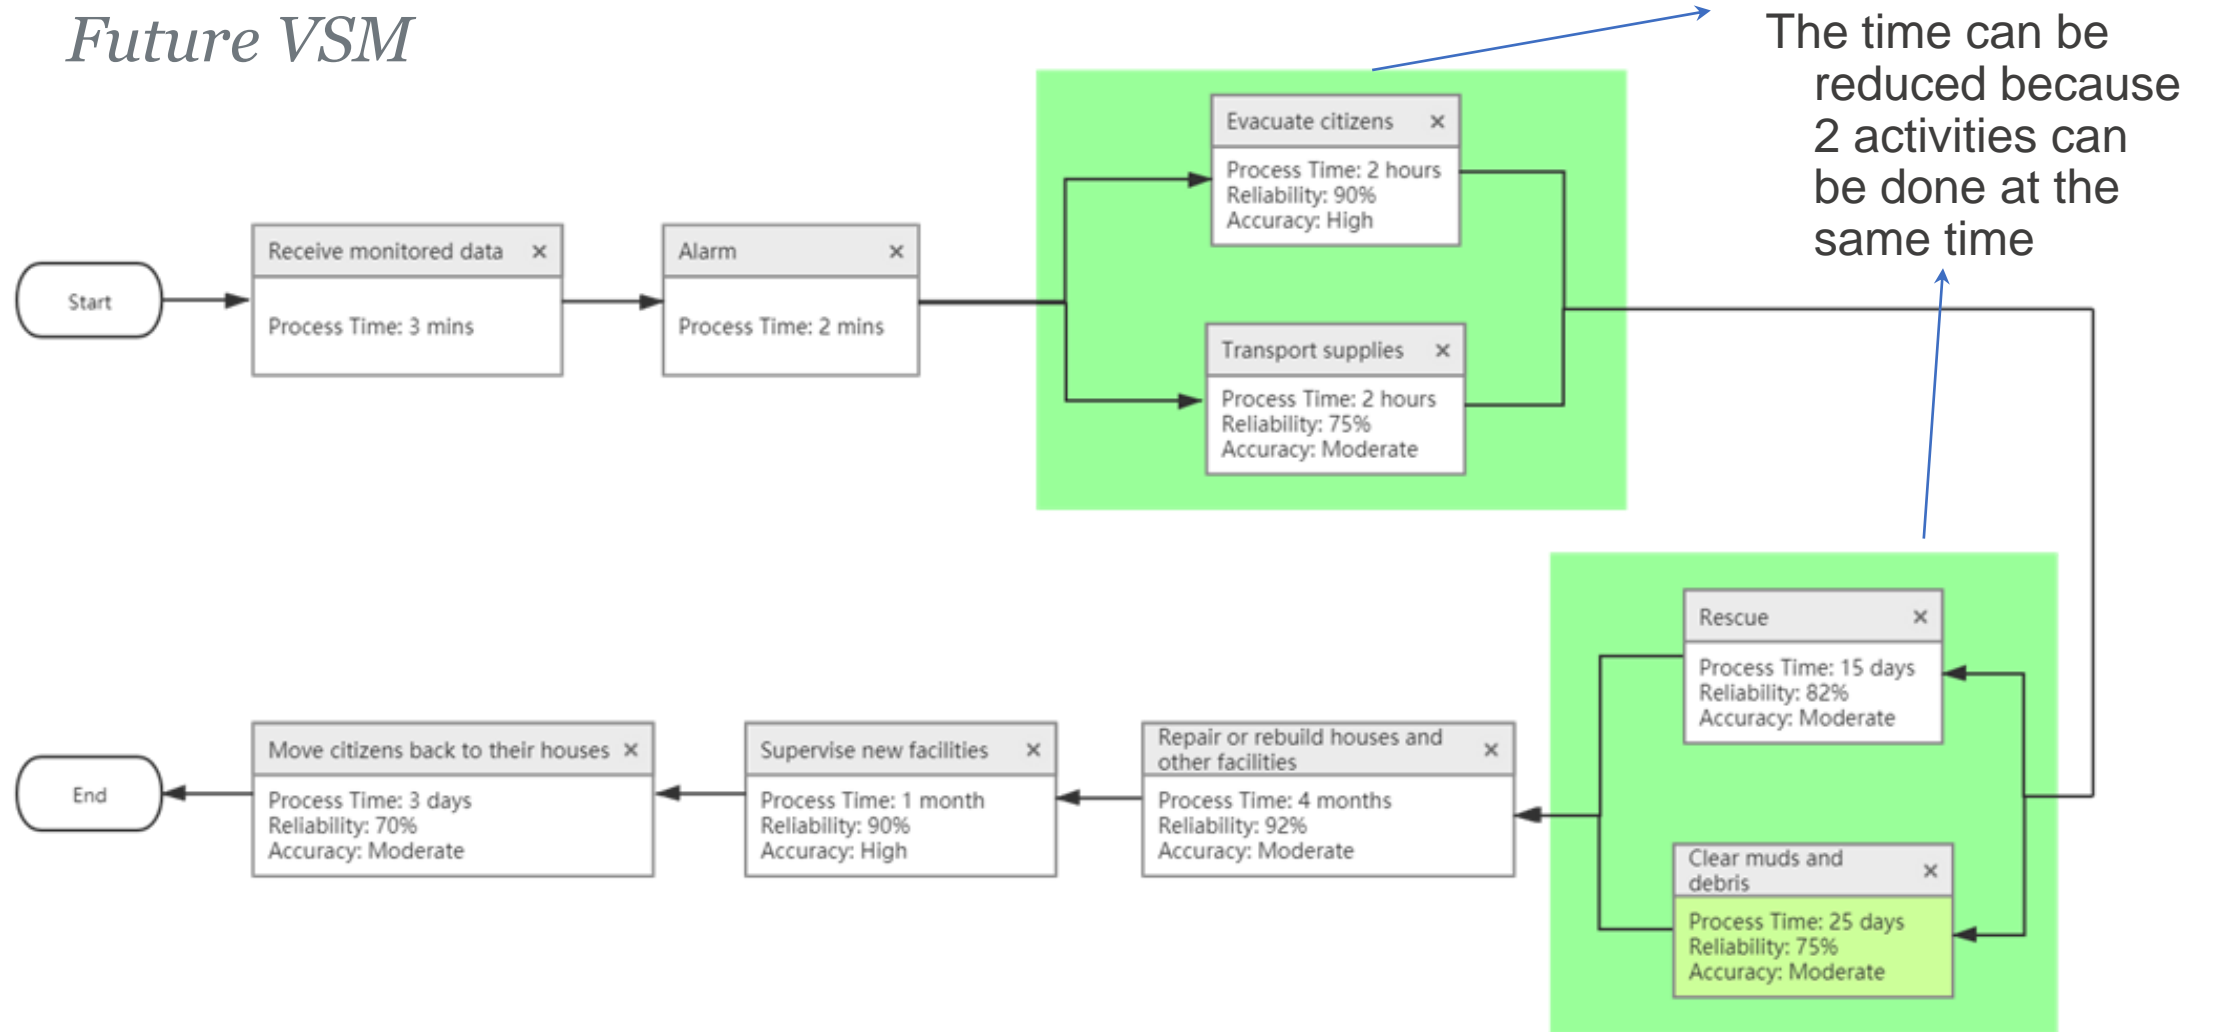 Future VSM
The time can be
reduced because
2 activities can
be done at the
same time
Start
Receive monitored data ×
Process Time: 3 mins
Alarm ×
Process Time: 2 mins
Evacuate citizens ×
Process Time: 2 hours
Reliability: 90%
Accuracy: High
Transport supplies ×
Process Time: 2 hours
Reliability: 75%
Accuracy: Moderate
Rescue ×
Process Time: 15 days
Reliability: 82%
Accuracy: Moderate
Clear muds and
debris ×
Process Time: 25 days
Reliability: 75%
Accuracy: Moderate
Repair or rebuild houses and
other facilities ×
Process Time: 4 months
Reliability: 92%
Accuracy: Moderate
Supervise new facilities ×
Process Time: 1 month
Reliability: 90%
Accuracy: High
Move citizens back to their houses ×
Process Time: 3 days
Reliability: 70%
Accuracy: Moderate
End